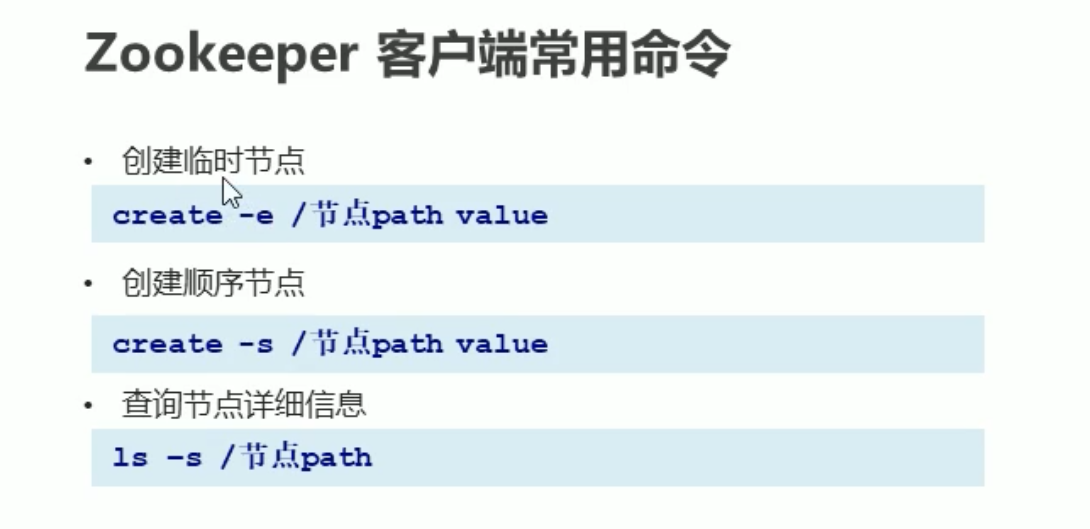 Zookeeper 客户端常用命令
• 创建临时节点
create -e /节点path value
• 创建顺序节点
create -s /节点path value
• 查询节点详细信息
ls –s /节点path